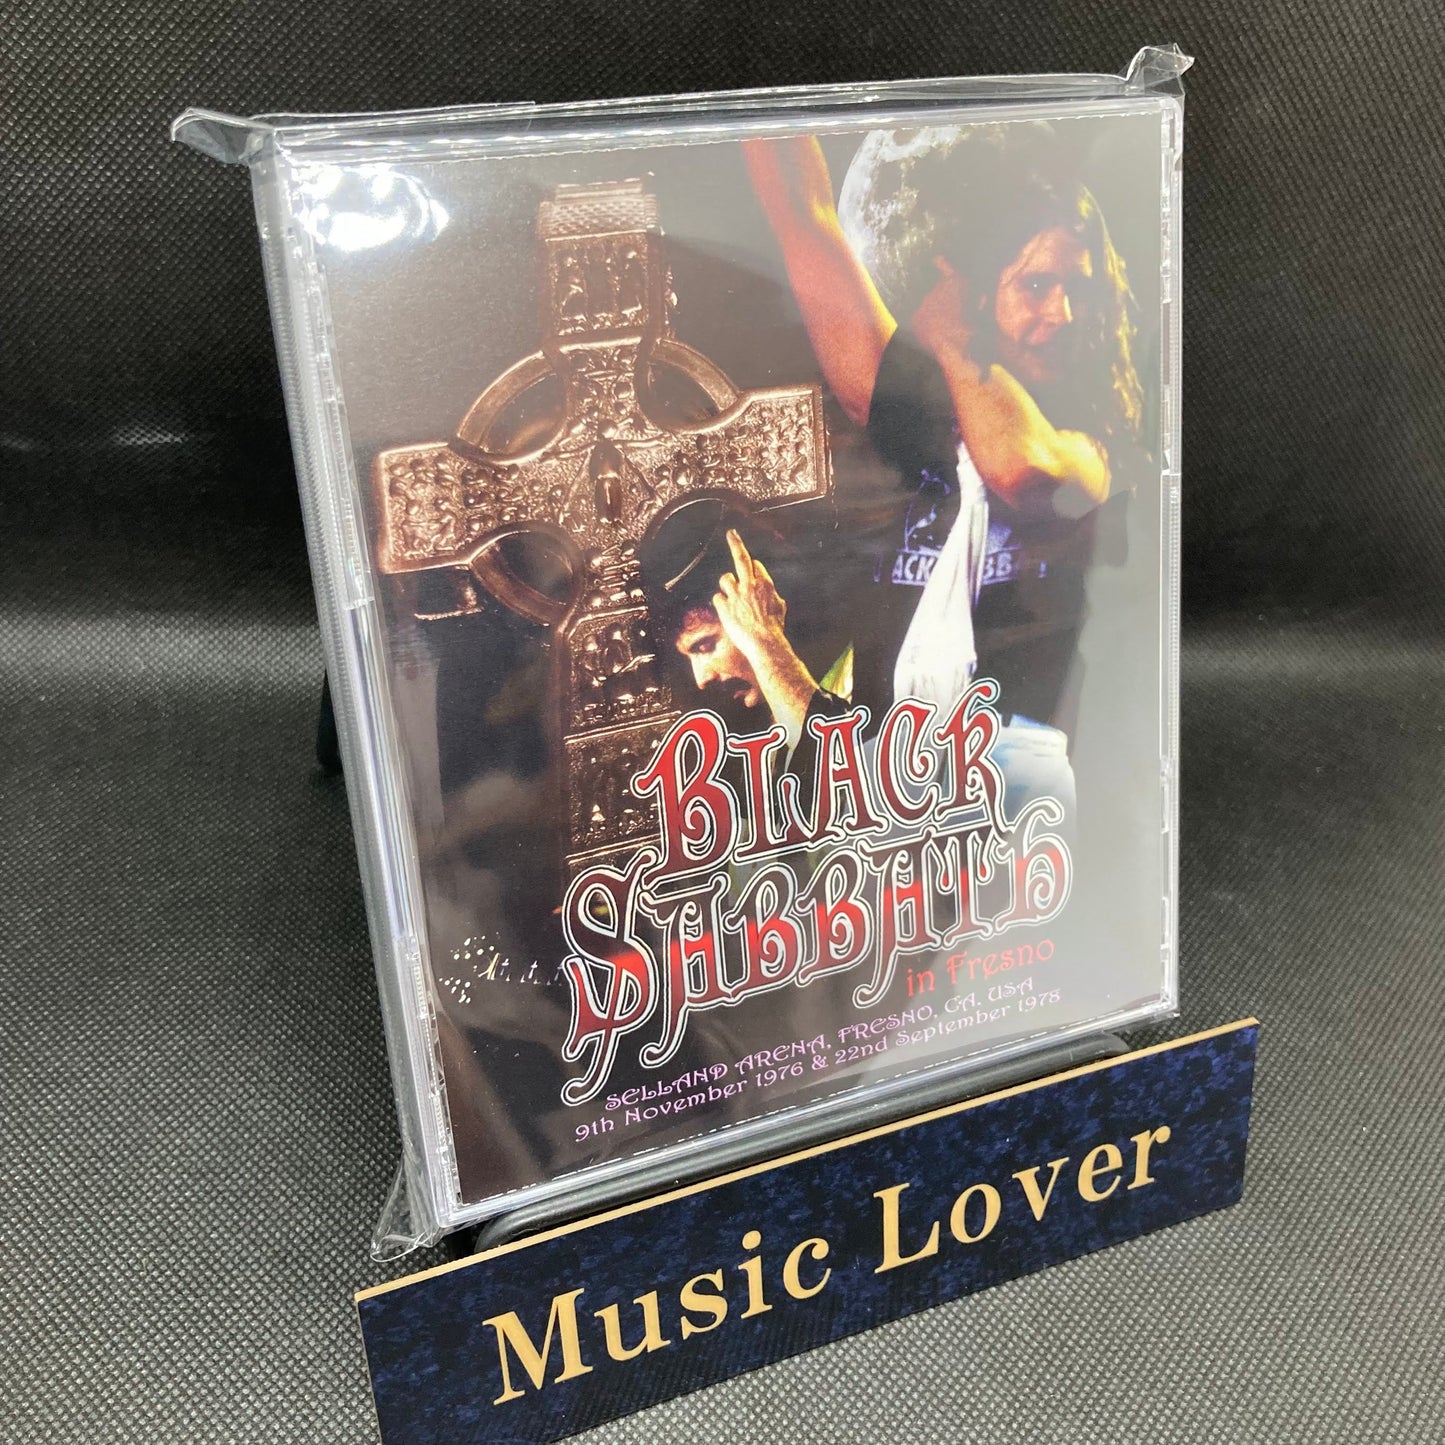 BLACK
SABBATH
in Fresno
SELLAND ARENA, FRESNO, CA. USA
9th November 1976 & 22nd September 1978
Music Lover